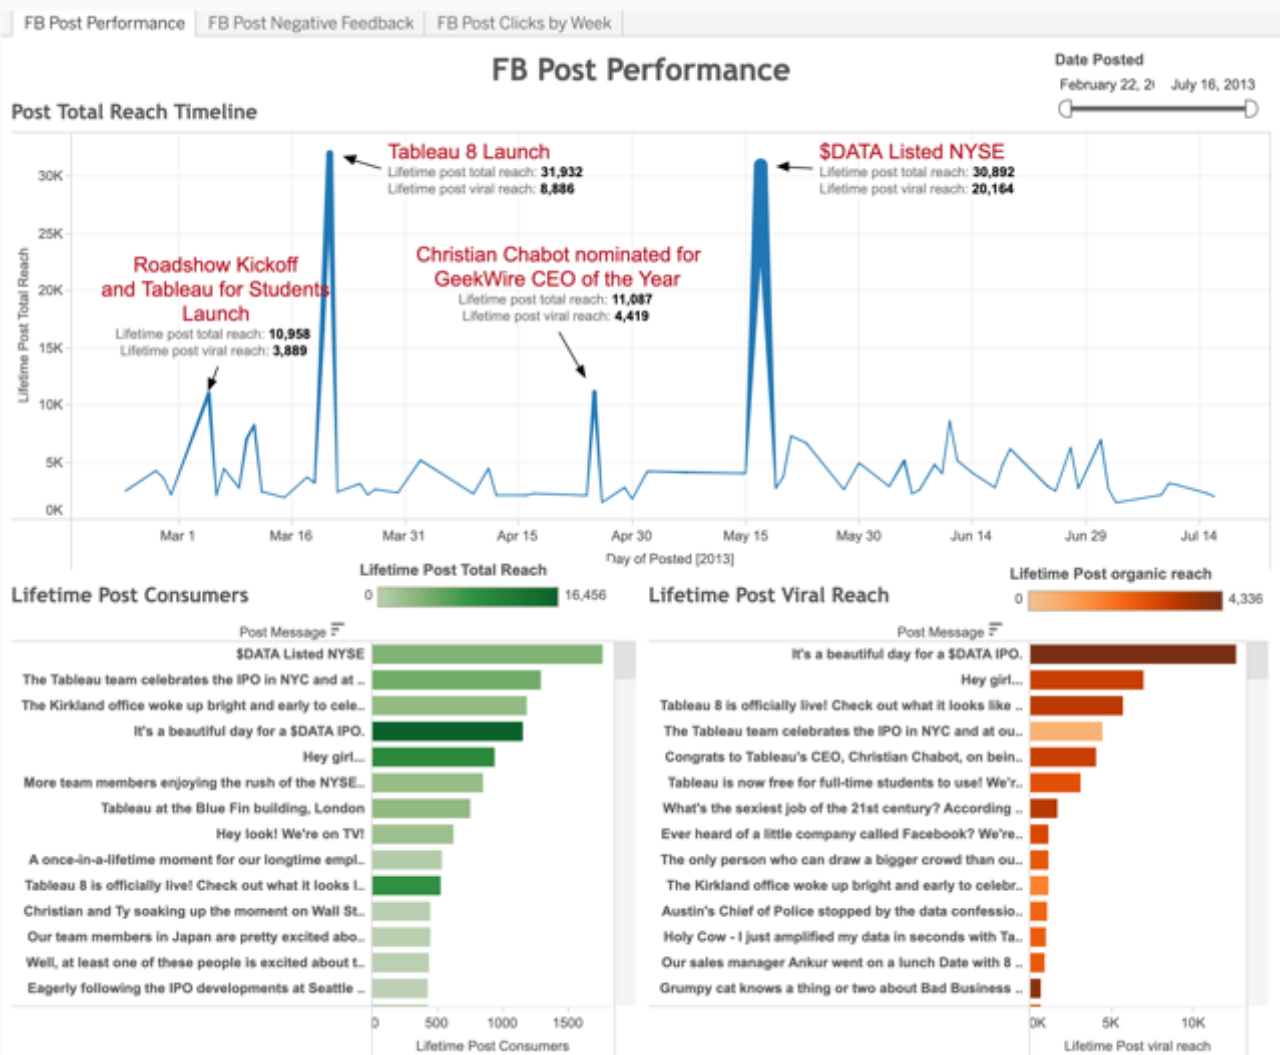 FB Post Performance
FB Post Negative Feedback
FB Post Clicks by Week
FB Post Performance
Date Posted
February 22, 2
July 16, 2013
Post Total Reach Timeline
Lifetime Post Total Reach
30K
25K
20K
15K
10K
5K
0K
Tableau 8 Launch
Lifetime post total reach: 31,932
Lifetime post viral reach: 8,886
$DATA Listed NYSE
Lifetime post total reach: 30,892
Lifetime post viral reach: 20,164
Roadshow Kickoff
and Tableau for Students
Launch
Lifetime post total reach: 10,958
Lifetime post viral reach: 3,889
Christian Chabot nominated for
GeekWire CEO of the Year
Lifetime post total reach: 11,087
Lifetime post viral reach: 4,419
Mar 1
Mar 16
Mar 31
Apr 15
Apr 30
May 15
May 30
Jun 14
Jun 29
Jul 14
Day of Posted [2013]
Lifetime Post Consumers
Lifetime Post Total Reach
0
16,456
Post Message
$DATA Listed NYSE
The Tableau team celebrates the IPO in NYC and at ..
The Kirkland office woke up bright and early to cele..
It's a beautiful day for a $DATA IPO.
Hey girl...
More team members enjoying the rush of the NYSE..
Tableau at the Blue Fin building, London
Hey look! We're on TV!
A once-in-a-lifetime moment for our longtime empl..
Tableau 8 is officially live! Check out what it looks l..
Christian and Ty soaking up the moment on Wall St..
Our team members in Japan are pretty excited abo..
Well, at least one of these people is excited about t..
Eagerly following the IPO developments at Seattle ..
0
500
1000
1500
Lifetime Post Consumers
Lifetime Post Viral Reach
Lifetime Post organic reach
0
4,336
Post Message
It's a beautiful day for a $DATA IPO.
Hey girl...
Tableau 8 is officially live! Check out what it looks like ..
The Tableau team celebrates the IPO in NYC and at ou..
Congrats to Tableau's CEO, Christian Chabot, on bein..
Tableau is now free for full-time students to use! We'r..
What's the sexiest job of the 21st century? According ..
Ever heard of a little company called Facebook? We're..
The only person who can draw a bigger crowd than ou..
The Kirkland office woke up bright and early to celebr..
Austin's Chief of Police stopped by the data confessio..
Holy Cow - I just amplified my data in seconds with Ta..
Our sales manager Ankur went on a lunch Date with 8 ..
Grumpy cat knows a thing or two about Bad Business ..
0K
5K
10K
Lifetime Post viral reach